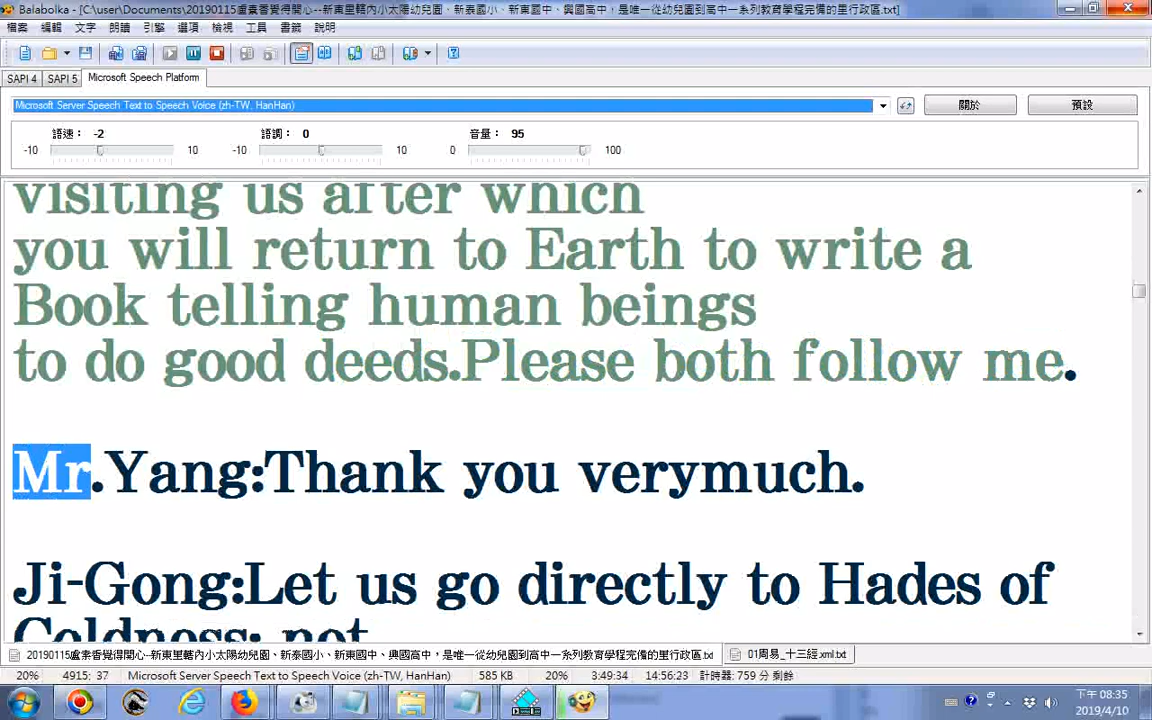 Balabolka - [C:\user\Documents\20190115盧素香覺得開心--新東里轄內小太陽幼兒園、新泰國小、新東國中、興國高中，是唯一從幼兒園到高中一系列教育學程完備的里行政區.txt]
檔案 編輯 文字 朗讀 引擎 選項 檢視 工具 書籤 說明
SAPI 4 SAPI 5 Microsoft Speech Platform
Microsoft Server Speech Text to Speech Voice (zh-TW, HanHan) 關於 預設
語速： -2 語調： 0 音量： 95
-10 10 -10 10 0 100
visiting us after which
you will return to Earth to write a
Book telling human beings
to do good deeds.Please both follow me.
Mr.Yang:Thank you verymuch.
Ji-Gong:Let us go directly to Hades of
Coldness; not
20190115盧素香覺得開心--新東里轄內小太陽幼兒園、新泰國小、新東國中、興國高中，是唯一從幼兒園到高中一系列教育學程完備的里行政區.txt 01周易_十三經.xml.txt
20% 4915: 37 Microsoft Server Speech Text to Speech Voice (zh-TW, HanHan) 585 KB 20% 3:49:34 14:56:23 計時器: 759 分 剩餘
下午 08:35
2019/4/10